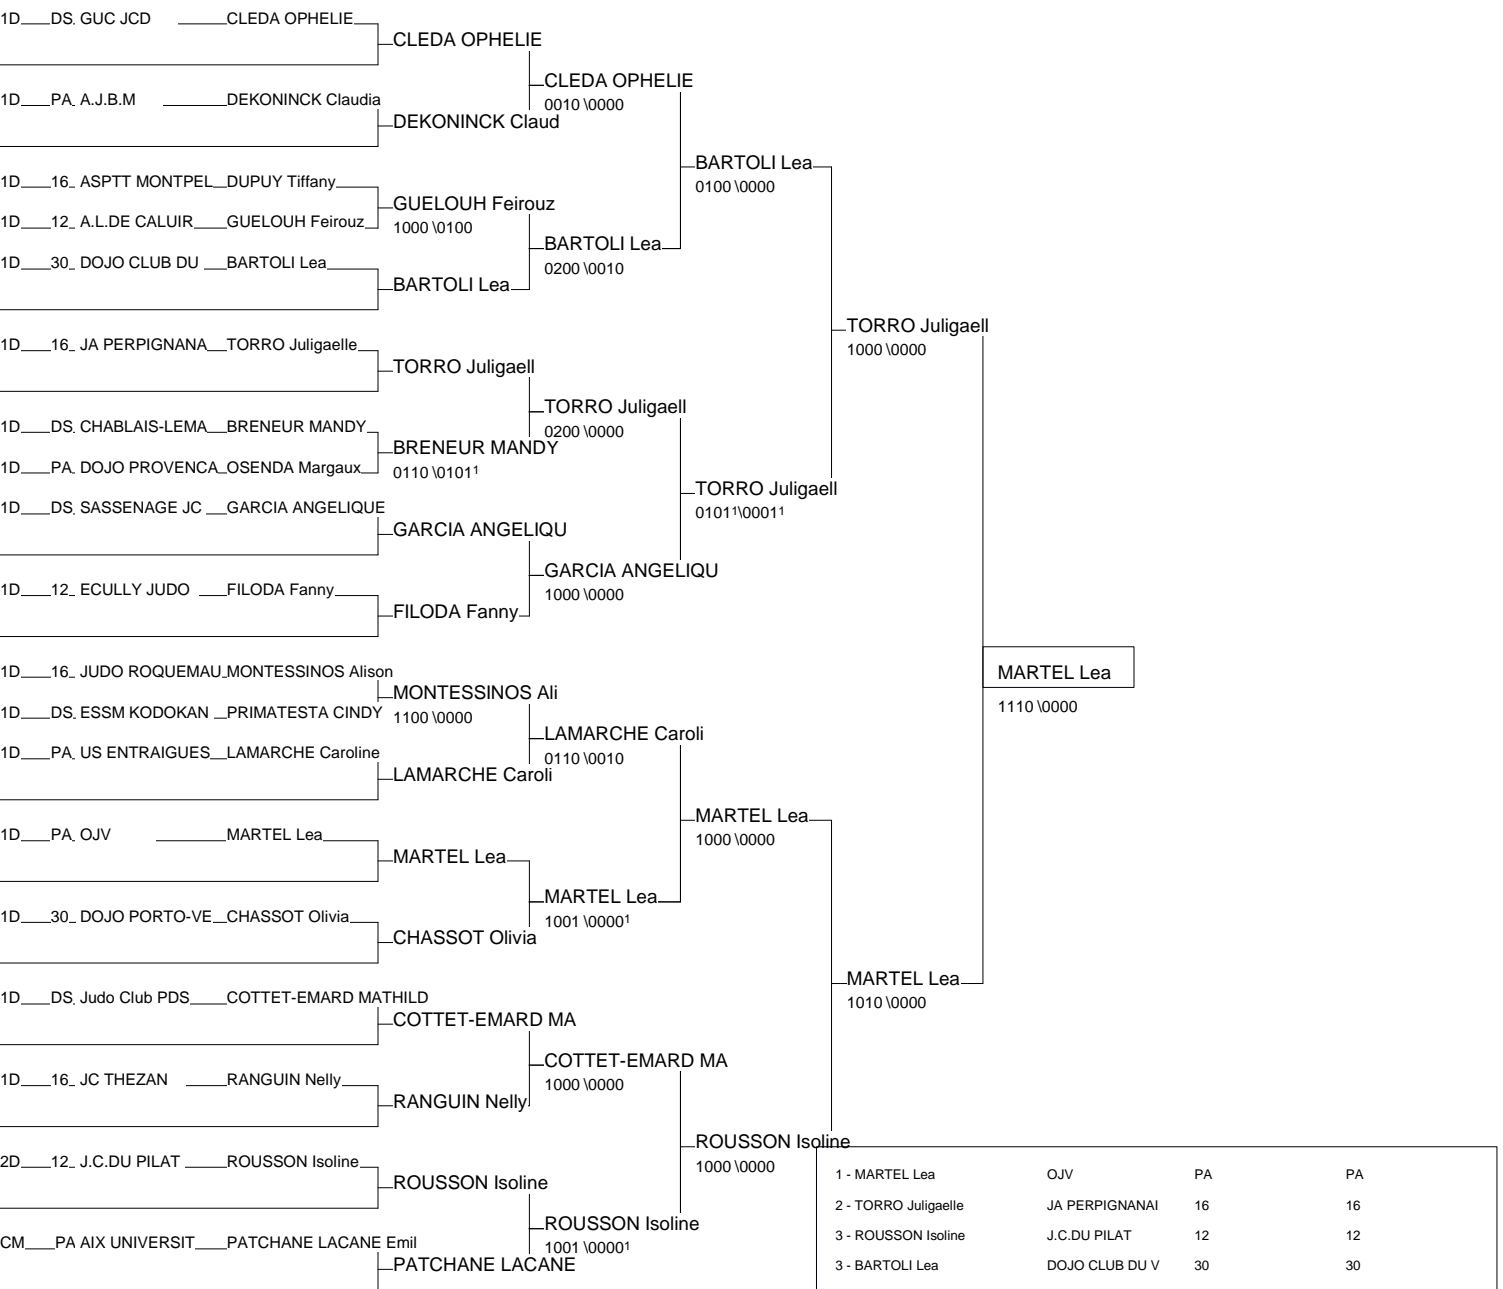 1D DS GUC JCD CLEDA OPHELIE
CLEDA OPHELIE
CLEDA OPHELIE
0010 \0000
1D PA A.J.B.M DEKONINCK Claudia
DEKONINCK Claud
BARTOLI Lea
0100 \0000
1D 16 ASPTT MONTPEL DUPUY Tiffany
GUELOUH Feirouz
1000 \0100
1D 12 A.L.DE CALUIR GUELOUH Feirouz
BARTOLI Lea
0200 \0010
1D 30 DOJO CLUB DU BARTOLI Lea
BARTOLI Lea
TORRO Juligaell
1000 \0000
1D 16 JA PERPIGNANA TORRO Juligaelle
TORRO Juligaell
TORRO Juligaell
0200 \0000
1D DS CHABLAIS-LEMA BRENEUR MANDY
BRENEUR MANDY
0110 \0101¹
1D PA DOJO PROVENCA OSENDA Margaux
TORRO Juligaell
0101¹\0001¹
1D DS SASSENAGE JC GARCIA ANGELIQUE
GARCIA ANGELIQU
GARCIA ANGELIQU
1000 \0000
1D 12 ECULLY JUDO FILODA Fanny
FILODA Fanny
1D 16 JUDO ROQUEMAU MONTESSINOS Alison
MARTEL Lea
1110 \0000
MONTESSINOS Ali
1100 \0000
1D DS ESSM KODOKAN PRIMATESTA CINDY
LAMARCHE Caroli
0110 \0010
1D PA US ENTRAIGUES LAMARCHE Caroline
LAMARCHE Caroli
MARTEL Lea
1000 \0000
1D PA OJV MARTEL Lea
MARTEL Lea
MARTEL Lea
1001 \0000¹
1D 30 DOJO PORTO-VE CHASSOT Olivia
CHASSOT Olivia
MARTEL Lea
1010 \0000
1D DS Judo Club PDS COTTET-EMARD MATHILD
COTTET-EMARD MA
COTTET-EMARD MA
1000 \0000
1D 16 JC THEZAN RANGUIN Nelly
RANGUIN Nelly
ROUSSON Isoline
1000 \0000
2D 12 J.C.DU PILAT ROUSSON Isoline
ROUSSON Isoline
ROUSSON Isoline
1001 \0000¹
CM PA AIX UNIVERSIT PATCHANE LACANE Emil
PATCHANE LACANE
1 - MARTEL Lea OJV PA PA
2 - TORRO Juligaelle JA PERPIGNANAI 16 16
3 - ROUSSON Isoline J.C.DU PILAT 12 12
3 - BARTOLI Lea DOJO CLUB DU V 30 30